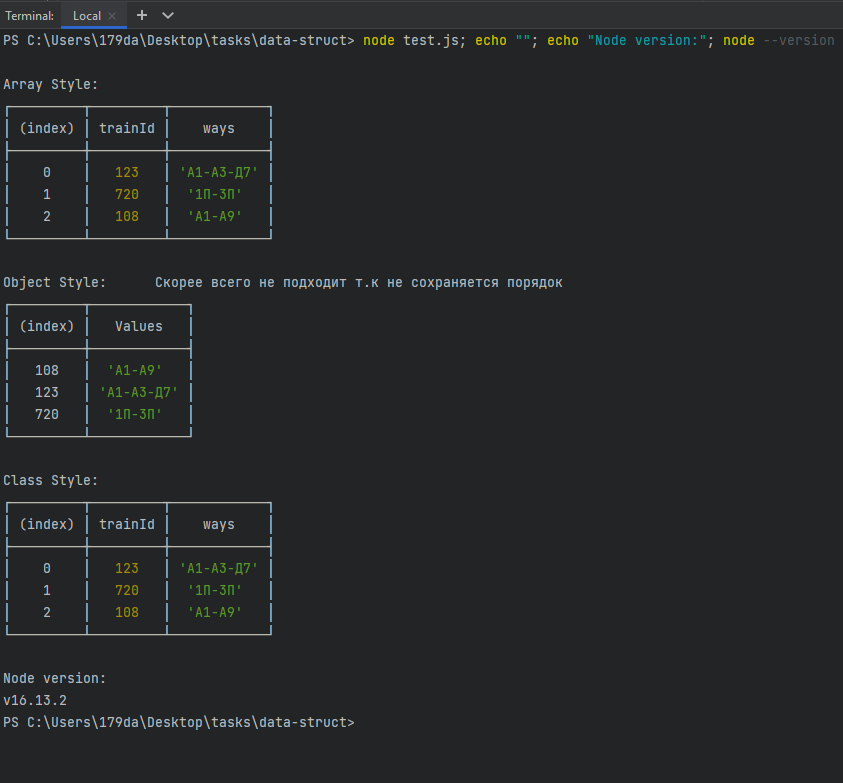 Terminal: Local
PS C:\Users\179da\Desktop\tasks\data-struct> node test.js; echo ""; echo "Node version:"; node --version
Array Style:
(index) trainId ways
0 123 'А1-А3-Д7'
1 720 '1П-3П'
2 108 'А1-А9'
Object Style: Скорее всего не подходит т.к не сохраняется порядок
(index) Values
108 'А1-А9'
123 'А1-А3-Д7'
720 '1П-3П'
Class Style:
(index) trainId ways
0 123 'А1-А3-Д7'
1 720 '1П-3П'
2 108 'А1-А9'
Node version:
v16.13.2
PS C:\Users\179da\Desktop\tasks\data-struct>